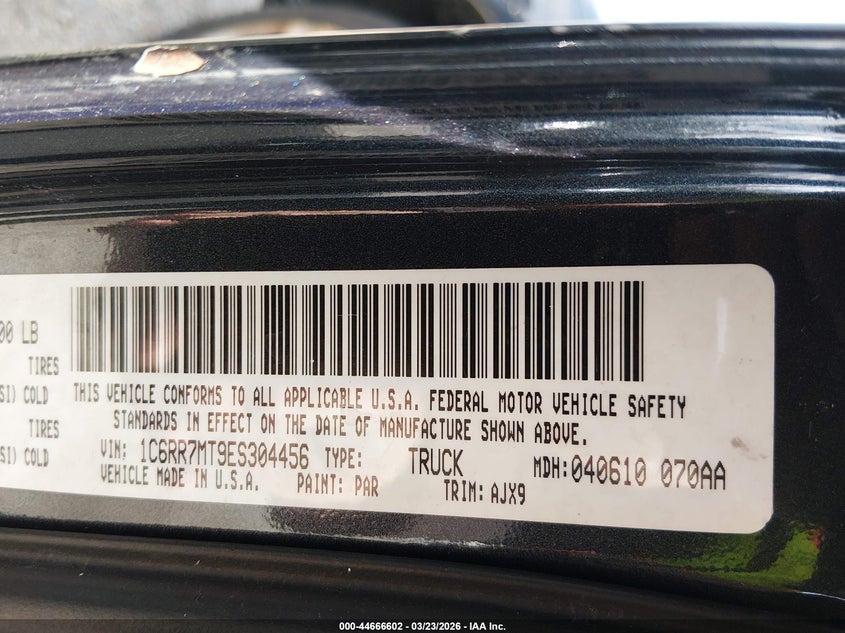 00 LB
TIRES
SI) COLD
TIRES
SI) COLD
THIS VEHICLE CONFORMS TO ALL APPLICABLE U.S.A. FEDERAL MOTOR VEHICLE SAFETY
STANDARDS IN EFFECT ON THE DATE OF MANUFACTURE SHOWN ABOVE.
VIN: 1C6RR7MT9ES304456 TYPE: TRUCK MDH:040610 070AA
VEHICLE MADE IN U.S.A. PAINT: PAR TRIM: AJX9
000-44666602 - 03/23/2026 - IAA Inc.